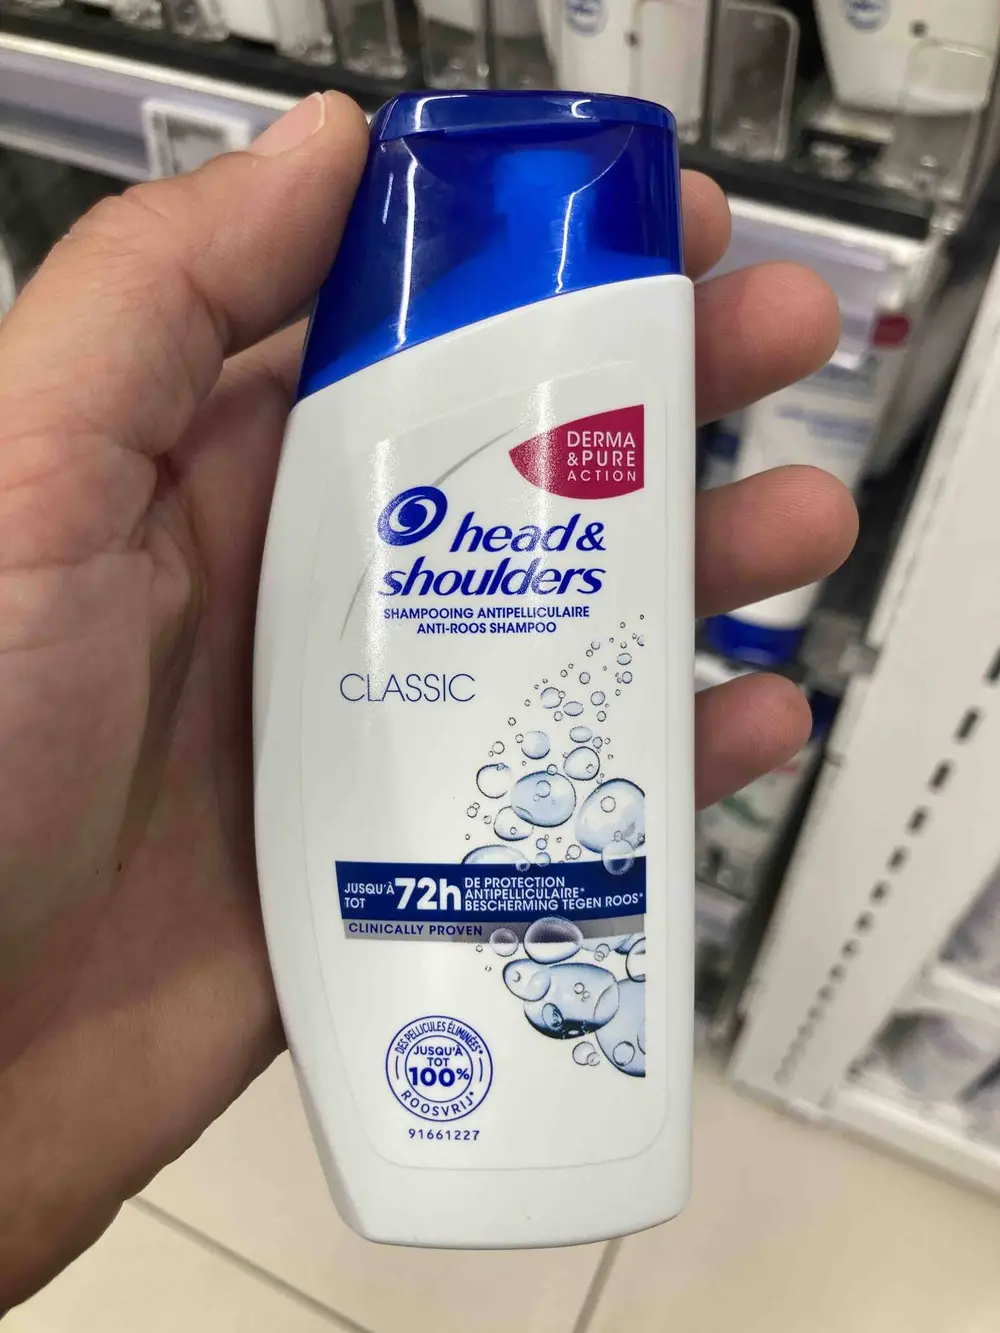 DERMA
&PURE
ACTION
head&
shoulders
SHAMPOOING ANTIPELLICULAIRE
ANTI-ROOS SHAMPOO
CLASSIC
JUSQU'À
TOT
72h
DE PROTECTION
ANTIPELLICULAIRE*
BESCHERMING TEGEN ROOS*
CLINICALLY PROVEN
DES PELLICULES ÉLIMINÉES*
JUSQU'À
TOT
100%
ROOSVRIJ*
91661227